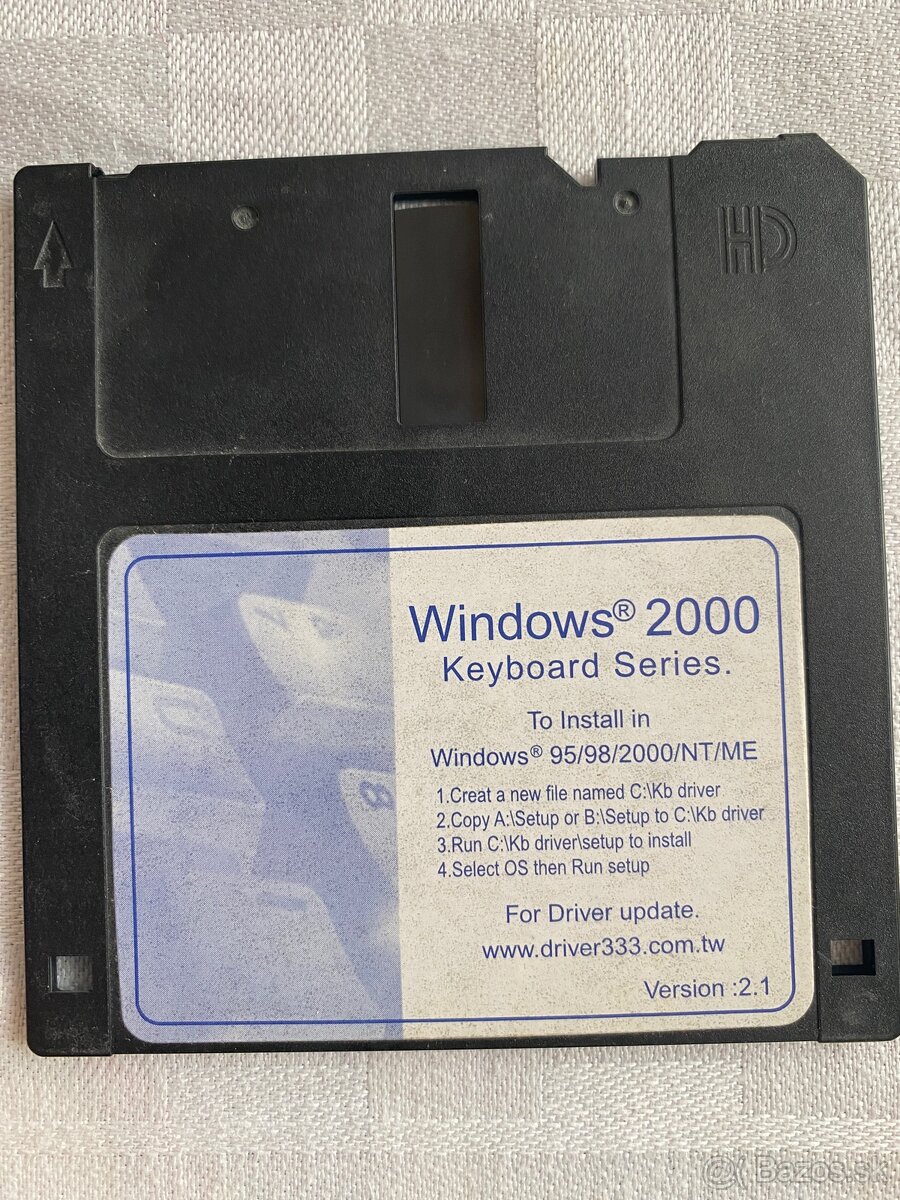 HD
Windows® 2000
Keyboard Series.
To Install in
Windows® 95/98/2000/NT/ME
1.Creat a new file named C:\Kb driver
2.Copy A:\Setup or B:\Setup to C:\Kb driver
3.Run C:\Kb driver\setup to install
4.Select OS then Run setup
For Driver update.
www.driver333.com.tw
Version :2.1
8
Bazos.sk